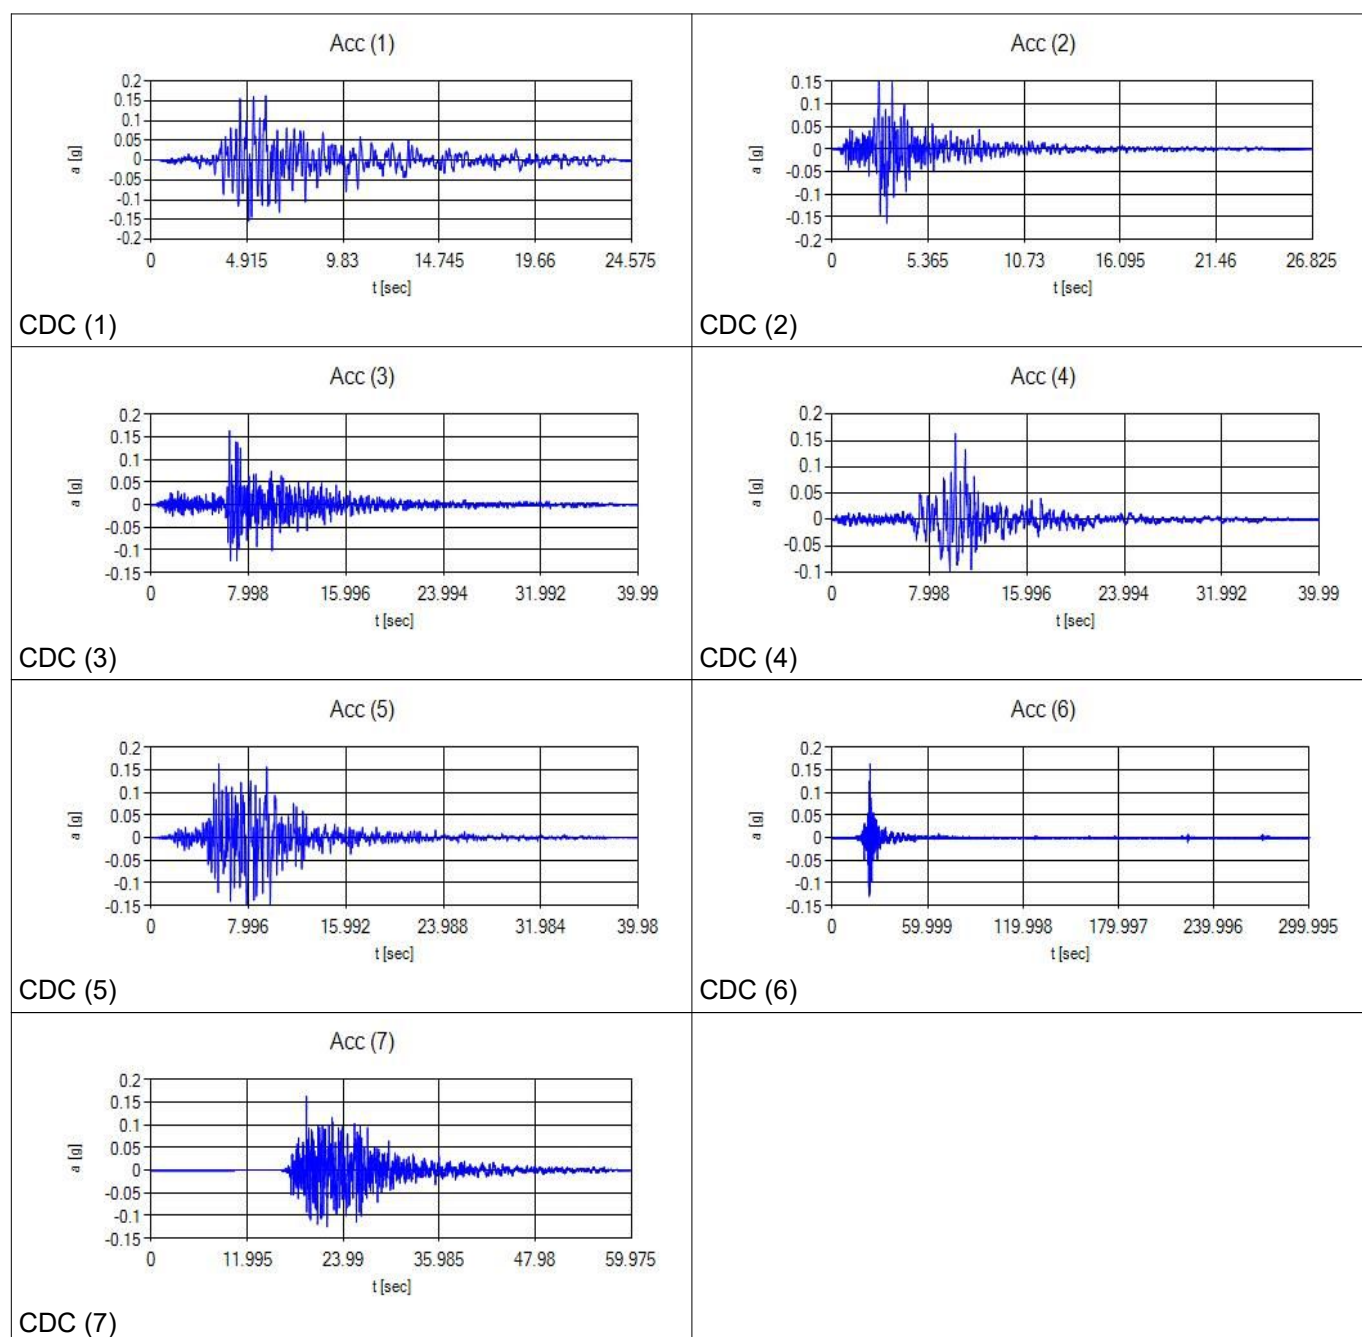 Acc (1)
a [g]
0.2
0.15
0.1
0.05
0
-0.05
-0.1
-0.15
-0.2
0 4.915 9.83 14.745 19.66 24.575
t [sec]
CDC (1)
Acc (2)
a [g]
0.15
0.1
0.05
0
-0.05
-0.1
-0.15
-0.2
0 5.365 10.73 16.095 21.46 26.825
t [sec]
CDC (2)
Acc (3)
a [g]
0.2
0.15
0.1
0.05
0
-0.05
-0.1
-0.15
0 7.998 15.996 23.994 31.992 39.99
t [sec]
CDC (3)
Acc (4)
a [g]
0.2
0.15
0.1
0.05
0
-0.05
-0.1
0 7.998 15.996 23.994 31.992 39.99
t [sec]
CDC (4)
Acc (5)
a [g]
0.2
0.15
0.1
0.05
0
-0.05
-0.1
-0.15
0 7.996 15.992 23.988 31.984 39.98
t [sec]
CDC (5)
Acc (6)
a [g]
0.2
0.15
0.1
0.05
0
-0.05
-0.1
-0.15
0 59.999 119.998 179.997 239.996 299.995
t [sec]
CDC (6)
Acc (7)
a [g]
0.2
0.15
0.1
0.05
0
-0.05
-0.1
-0.15
0 11.995 23.99 35.985 47.98 59.975
t [sec]
CDC (7)